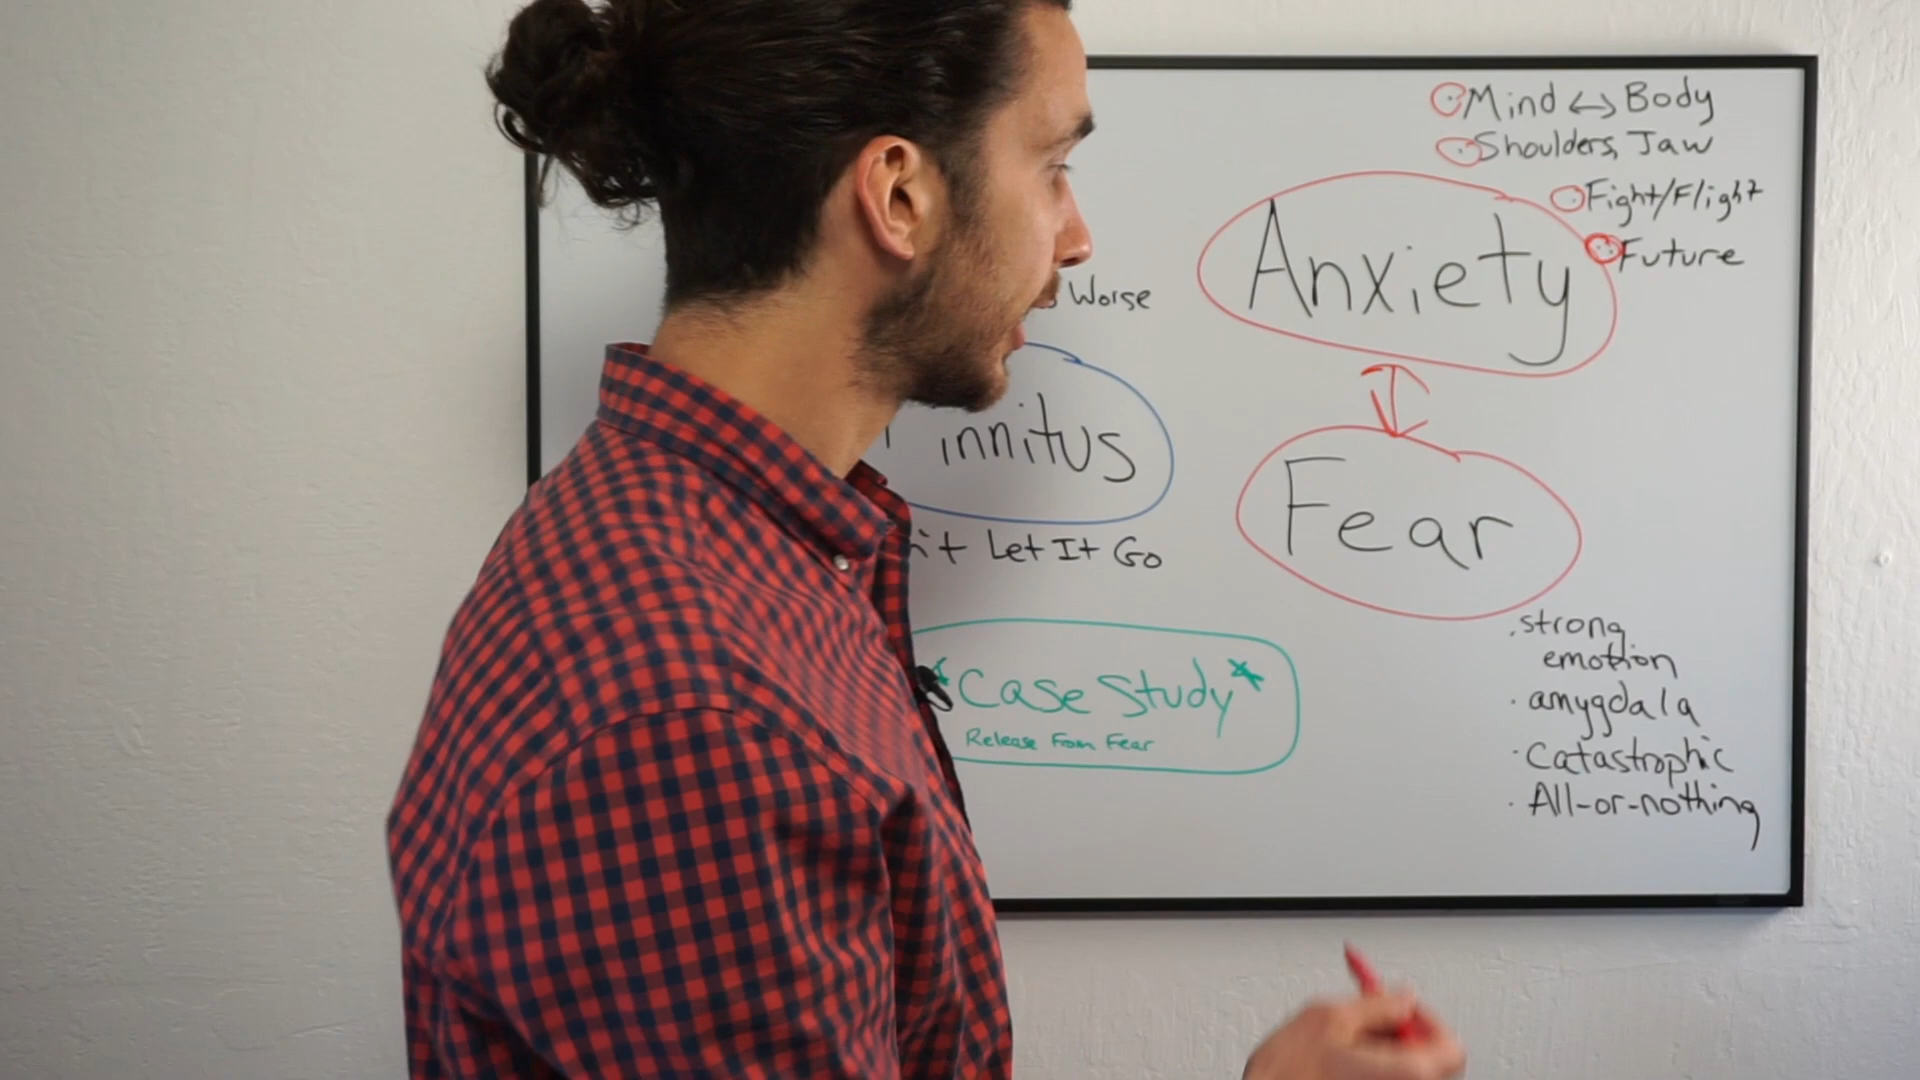 Mind <-> Body
Shoulders, Jaw
Fight/Flight
Future
Anxiety
Worse
Tinnitus
Let It Go
Fear
*Case Study*
Release From Fear
. strong
emotion
. amygdala
. Catastrophic
. All-or-nothing